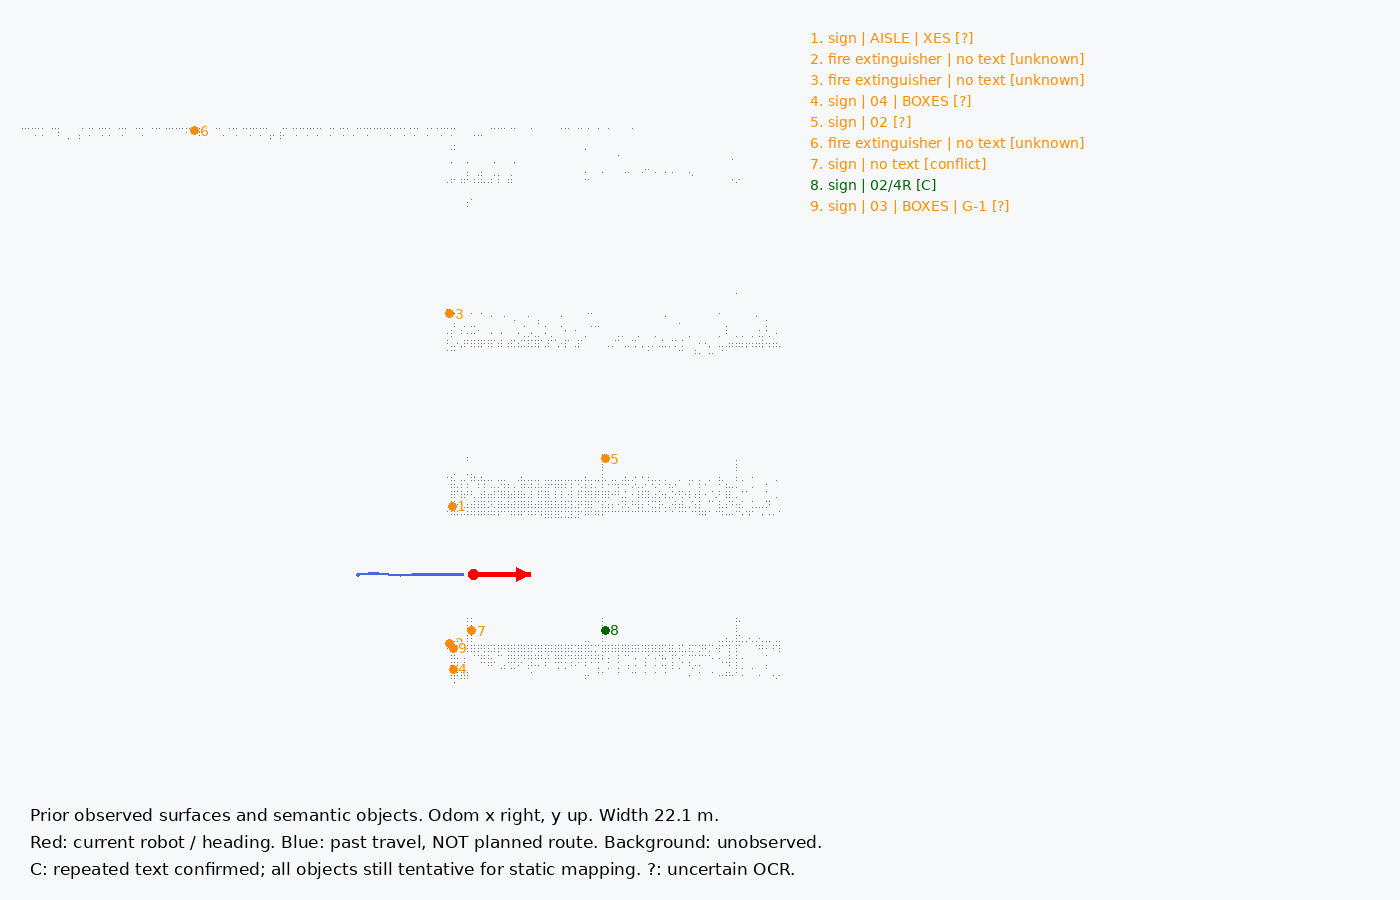 1. sign | AISLE | XES [?]
2. fire extinguisher | no text [unknown]
3. fire extinguisher | no text [unknown]
4. sign | 04 | BOXES [?]
5. sign | 02 [?]
6. fire extinguisher | no text [unknown]
7. sign | no text [conflict]
8. sign | 02/4R [C]
9. sign | 03 | BOXES | G-1 [?]
6
3
5
1
7
8
2
9
4
Prior observed surfaces and semantic objects. Odom x right, y up. Width 22.1 m.
Red: current robot / heading. Blue: past travel, NOT planned route. Background: unobserved.
C: repeated text confirmed; all objects still tentative for static mapping. ?: uncertain OCR.